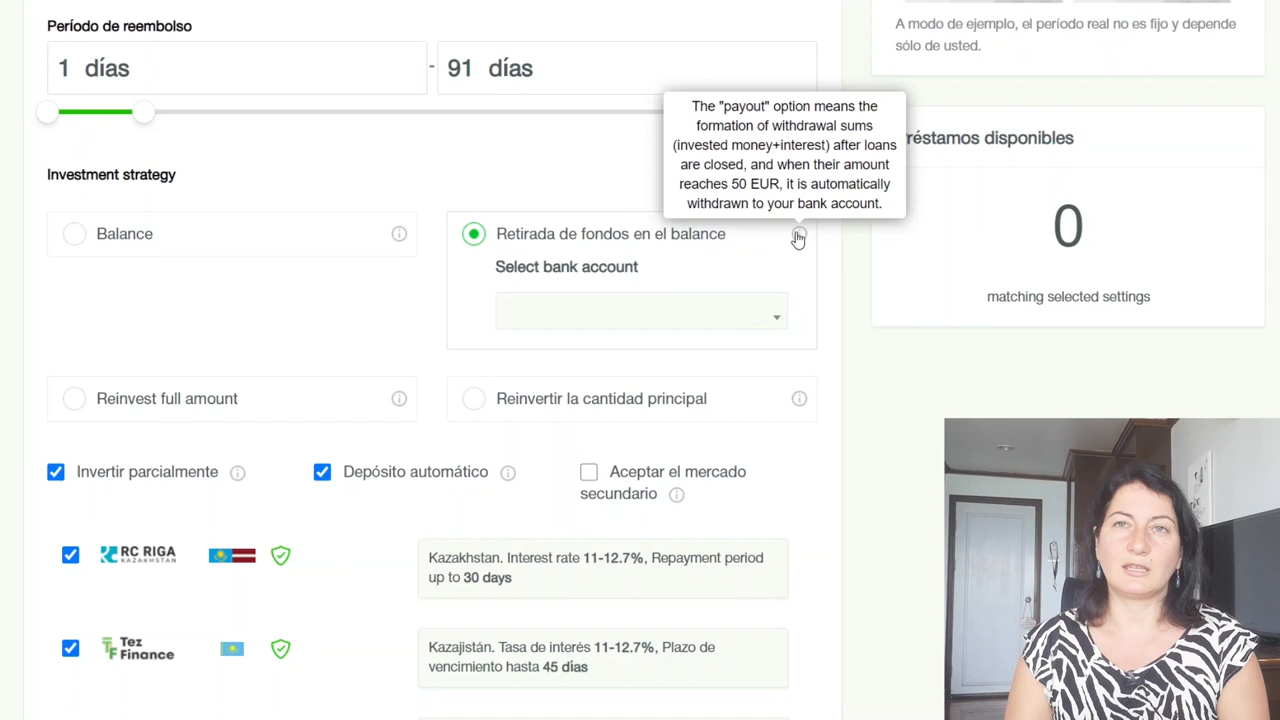 Período de reembolso
1 días - 91 días
A modo de ejemplo, el período real no es fijo y depende
sólo de usted.
The "payout" option means the
formation of withdrawal sums
(invested money+interest) after loans
are closed, and when their amount
reaches 50 EUR, it is automatically
withdrawn to your bank account.
réstamos disponibles
0
matching selected settings
Investment strategy
Balance
Retirada de fondos en el balance
Select bank account
Reinvest full amount
Reinvertir la cantidad principal
Invertir parcialmente
Depósito automático
Aceptar el mercado
secundario
RC RIGA
KAZAKHSTAN
Kazakhstan. Interest rate 11-12.7%, Repayment period
up to 30 days
Tez
Finance
Kazajistán. Tasa de interés 11-12.7%, Plazo de
vencimiento hasta 45 días